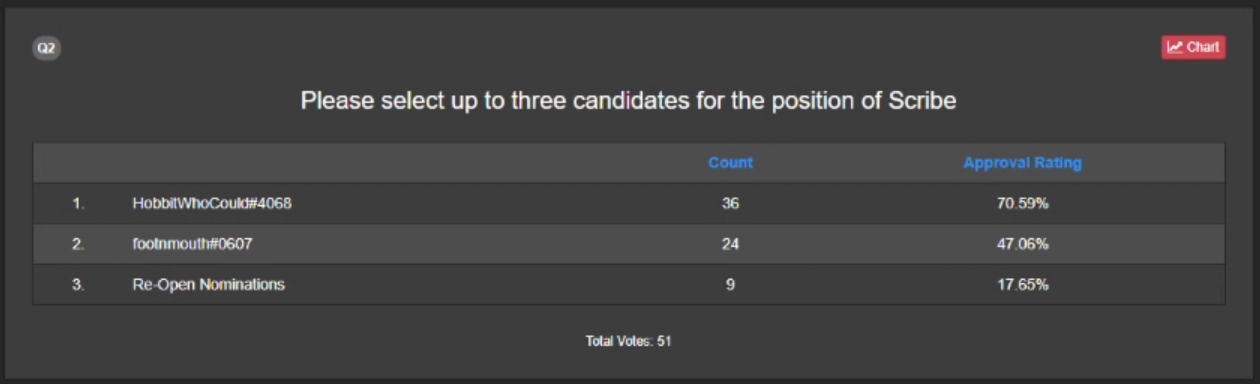 Q2
Chart
Please select up to three candidates for the position of Scribe
Count Approval Rating
1. HobbitWhoCould#4068 36 70.59%
2. footnmouth#0607 24 47.06%
3. Re-Open Nominations 9 17.65%
Total Votes: 51